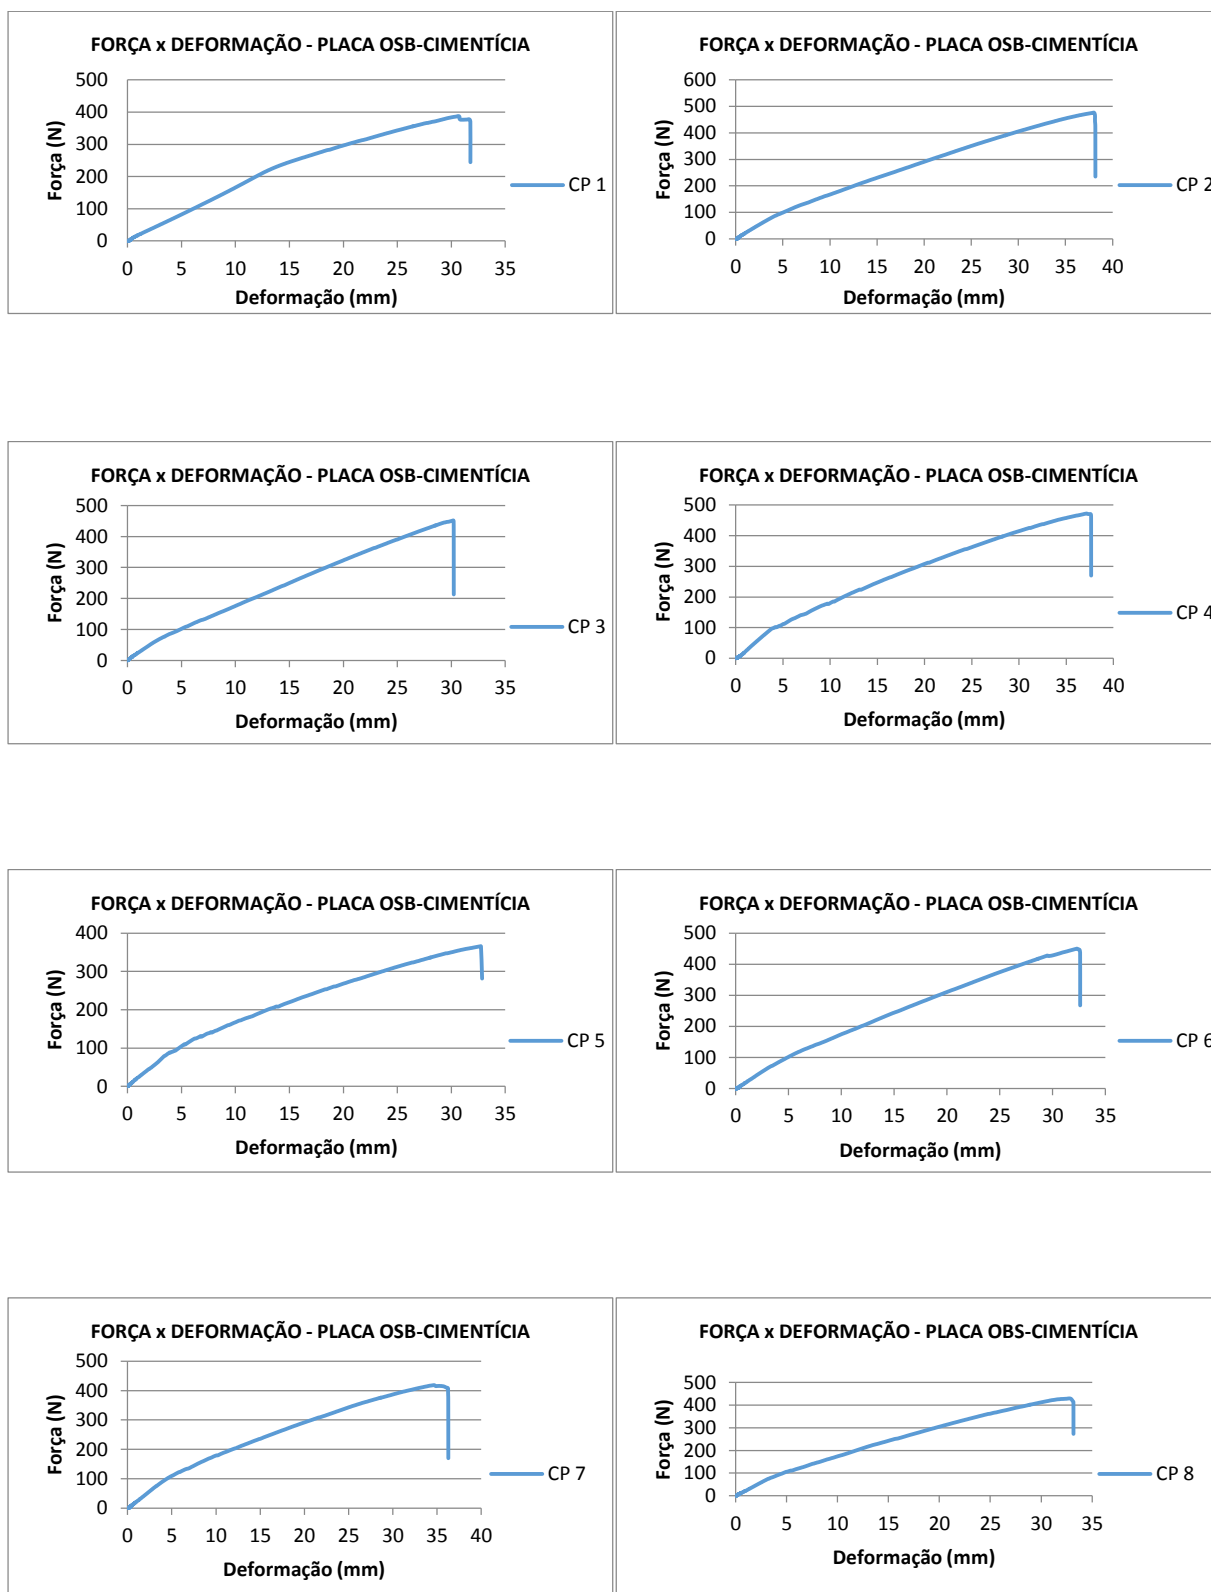 FORÇA x DEFORMAÇÃO - PLACA OSB-CIMENTÍCIA
500
400
300
200
100
0
Força (N)
0 5 10 15 20 25 30 35
Deformação (mm)
CP 1
FORÇA x DEFORMAÇÃO - PLACA OSB-CIMENTÍCIA
600
500
400
300
200
100
0
Força (N)
0 5 10 15 20 25 30 35 40
Deformação (mm)
CP 2
FORÇA x DEFORMAÇÃO - PLACA OSB-CIMENTÍCIA
500
400
300
200
100
0
Força (N)
0 5 10 15 20 25 30 35
Deformação (mm)
CP 3
FORÇA x DEFORMAÇÃO - PLACA OSB-CIMENTÍCIA
500
400
300
200
100
0
Força (N)
0 5 10 15 20 25 30 35 40
Deformação (mm)
CP 4
FORÇA x DEFORMAÇÃO - PLACA OSB-CIMENTÍCIA
400
300
200
100
0
Força (N)
0 5 10 15 20 25 30 35
Deformação (mm)
CP 5
FORÇA x DEFORMAÇÃO - PLACA OSB-CIMENTÍCIA
500
400
300
200
100
0
Força (N)
0 5 10 15 20 25 30 35
Deformação (mm)
CP 6
FORÇA x DEFORMAÇÃO - PLACA OSB-CIMENTÍCIA
500
400
300
200
100
0
Força (N)
0 5 10 15 20 25 30 35 40
Deformação (mm)
CP 7
FORÇA x DEFORMAÇÃO - PLACA OBS-CIMENTÍCIA
500
400
300
200
100
0
Força (N)
0 5 10 15 20 25 30 35
Deformação (mm)
CP 8